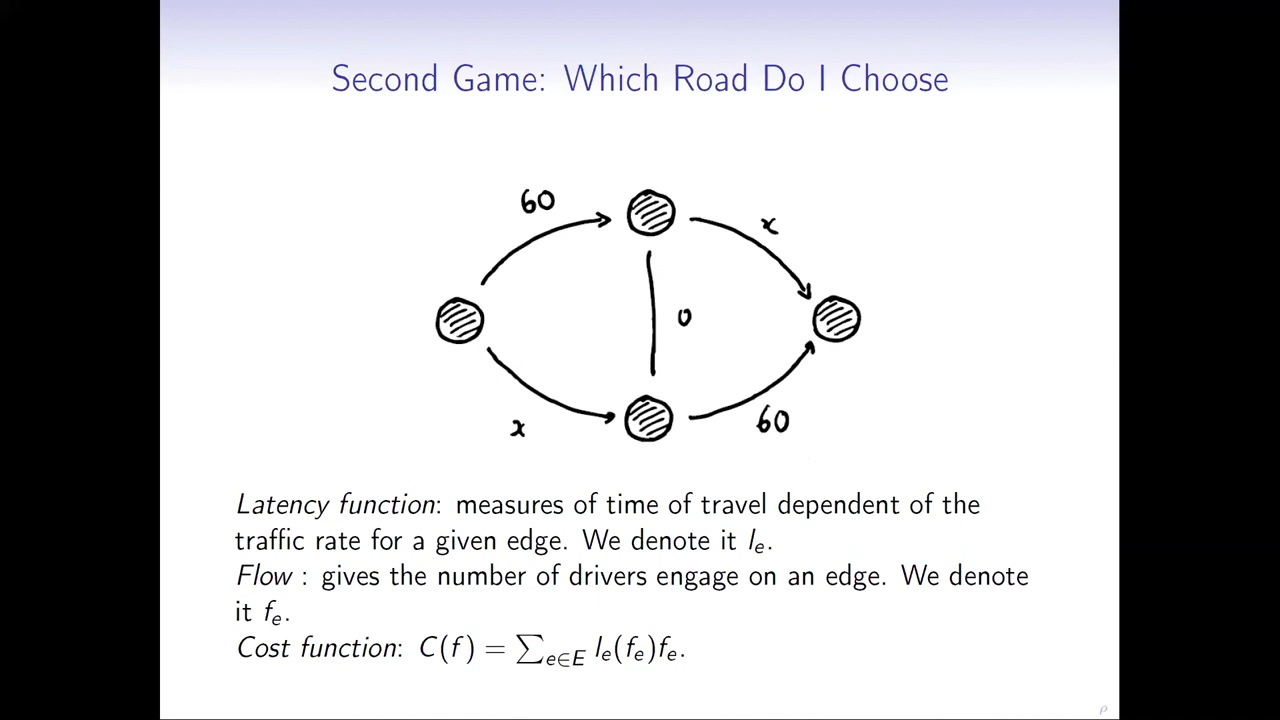 Second Game: Which Road Do I Choose
60
x
0
x
60
Latency function: measures of time of travel dependent of the
traffic rate for a given edge. We denote it lₑ.
Flow : gives the number of drivers engage on an edge. We denote
it fₑ.
Cost function: C(f) = ∑ₑ∈E lₑ(fₑ)fₑ.
ρ